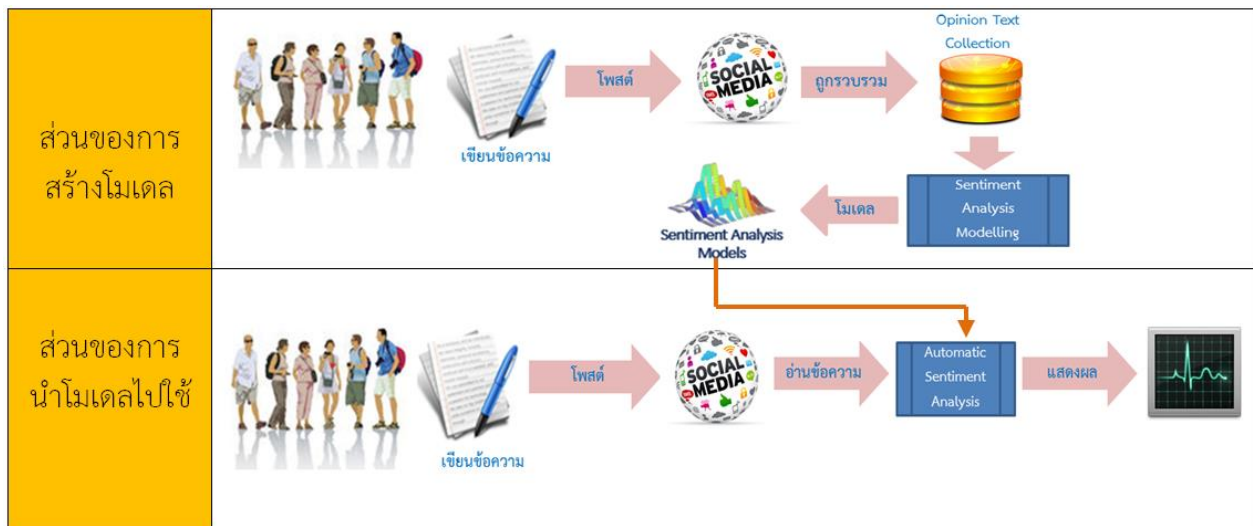 ส่วนของการ
สร้างโมเดล
เขียนข้อความ
โพสต์
SOCIAL
MEDIA
ถูกรวบรวม
Opinion Text
Collection
Sentiment
Analysis
Modelling
โมเดล
Sentiment Analysis
Models
ส่วนของการ
นำโมเดลไปใช้
เขียนข้อความ
โพสต์
SOCIAL
MEDIA
อ่านข้อความ
Automatic
Sentiment
Analysis
แสดงผล